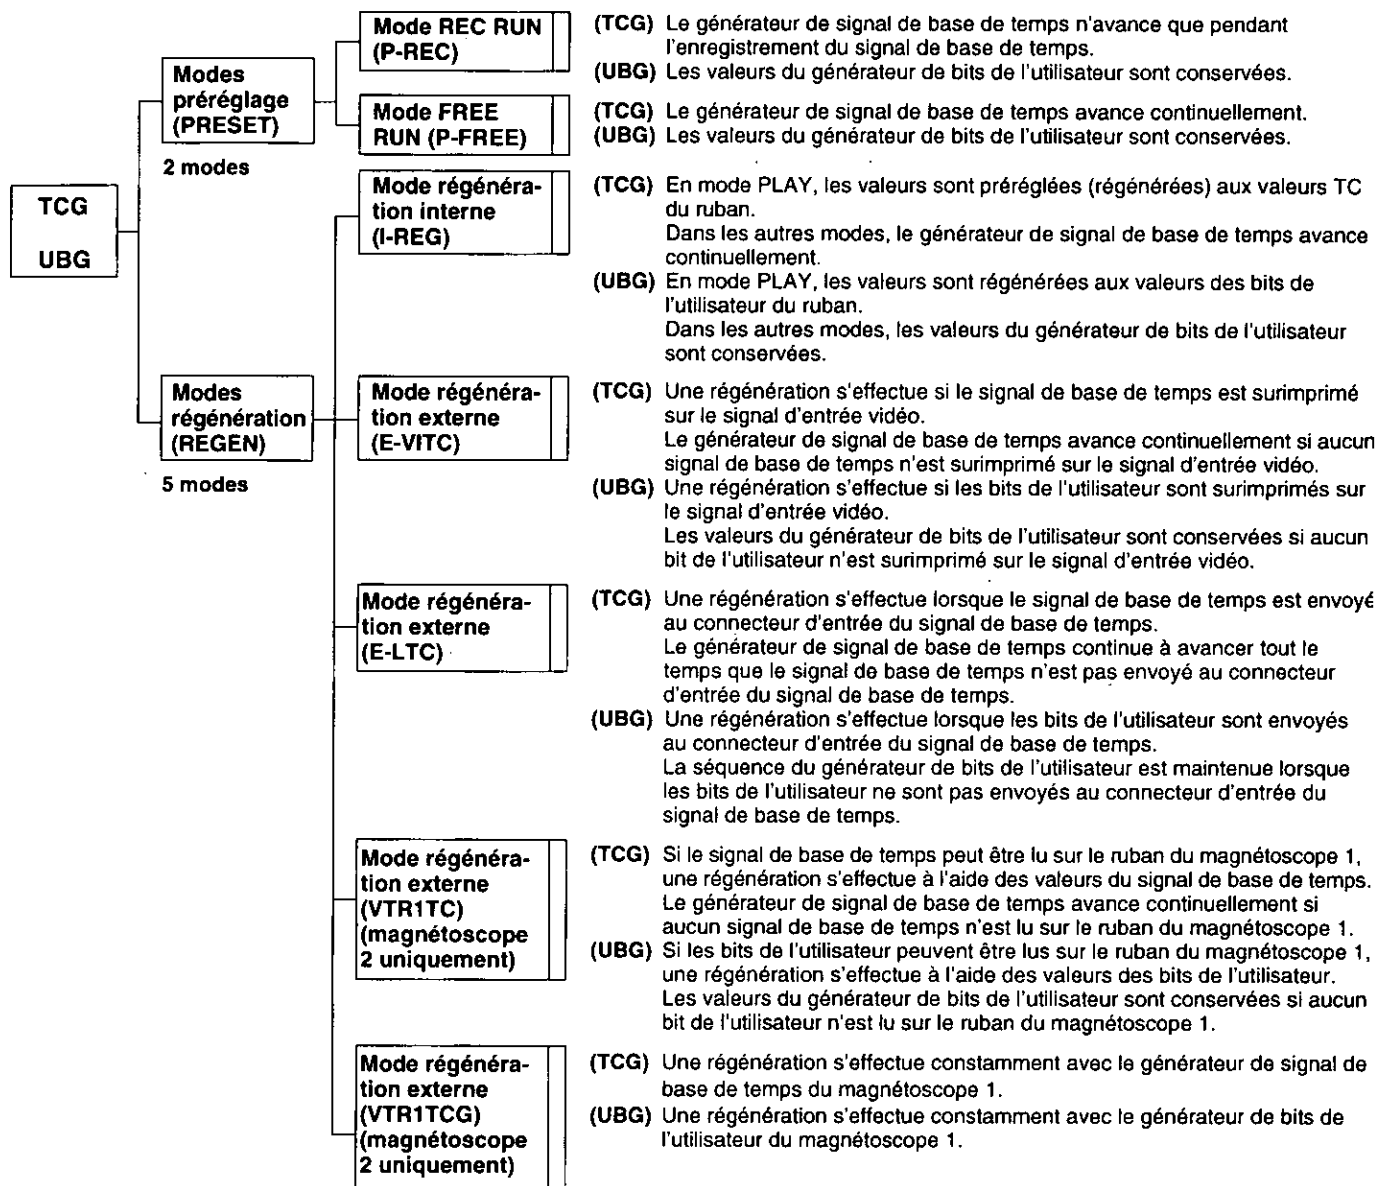 TCG
UBG
Modes
préréglage
(PRESET)
2 modes
Mode REC RUN
(P-REC)
(TCG) Le générateur de signal de base de temps n'avance que pendant
l'enregistrement du signal de base de temps.
(UBG) Les valeurs du générateur de bits de l'utilisateur sont conservées.
Mode FREE
RUN (P-FREE)
(TCG) Le générateur de signal de base de temps avance continuellement.
(UBG) Les valeurs du générateur de bits de l'utilisateur sont conservées.
Modes
régénération
(REGEN)
5 modes
Mode régénéra-
tion interne
(I-REG)
(TCG) En mode PLAY, les valeurs sont préréglées (régénérées) aux valeurs TC
du ruban.
Dans les autres modes, le générateur de signal de base de temps avance
continuellement.
(UBG) En mode PLAY, les valeurs sont régénérées aux valeurs des bits de
l'utilisateur du ruban.
Dans les autres modes, les valeurs du générateur de bits de l'utilisateur
sont conservées.
Mode régénéra-
tion externe
(E-VITC)
(TCG) Une régénération s'effectue si le signal de base de temps est surimprimé
sur le signal d'entrée vidéo.
Le générateur de signal de base de temps avance continuellement si aucun
signal de base de temps n'est surimprimé sur le signal d'entrée vidéo.
(UBG) Une régénération s'effectue si les bits de l'utilisateur sont surimprimés sur
le signal d'entrée vidéo.
Les valeurs du générateur de bits de l'utilisateur sont conservées si aucun
bit de l'utilisateur n'est surimprimé sur le signal d'entrée vidéo.
Mode régénéra-
tion externe
(E-LTC)
(TCG) Une régénération s'effectue lorsque le signal de base de temps est envoyé
au connecteur d'entrée du signal de base de temps.
Le générateur de signal de base de temps continue à avancer tout le
temps que le signal de base de temps n'est pas envoyé au connecteur
d'entrée du signal de base de temps.
(UBG) Une régénération s'effectue lorsque les bits de l'utilisateur sont envoyés
au connecteur d'entrée du signal de base de temps.
La séquence du générateur de bits de l'utilisateur est maintenue lorsque
les bits de l'utilisateur ne sont pas envoyés au connecteur d'entrée du
signal de base de temps.
Mode régénéra-
tion externe
(VTR1TC)
(magnétoscope
2 uniquement)
(TCG) Si le signal de base de temps peut être lu sur le ruban du magnétoscope 1,
une régénération s'effectue à l'aide des valeurs du signal de base de temps.
Le générateur de signal de base de temps avance continuellement si
aucun signal de base de temps n'est lu sur le ruban du magnétoscope 1.
(UBG) Si les bits de l'utilisateur peuvent être lus sur le ruban du magnétoscope 1,
une régénération s'effectue à l'aide des valeurs des bits de l'utilisateur.
Les valeurs du générateur de bits de l'utilisateur sont conservées si aucun
bit de l'utilisateur n'est lu sur le ruban du magnétoscope 1.
Mode régénéra-
tion externe
(VTR1TCG)
(magnétoscope
2 uniquement)
(TCG) Une régénération s'effectue constamment avec le générateur de signal de
base de temps du magnétoscope 1.
(UBG) Une régénération s'effectue constamment avec le générateur de bits de
l'utilisateur du magnétoscope 1.